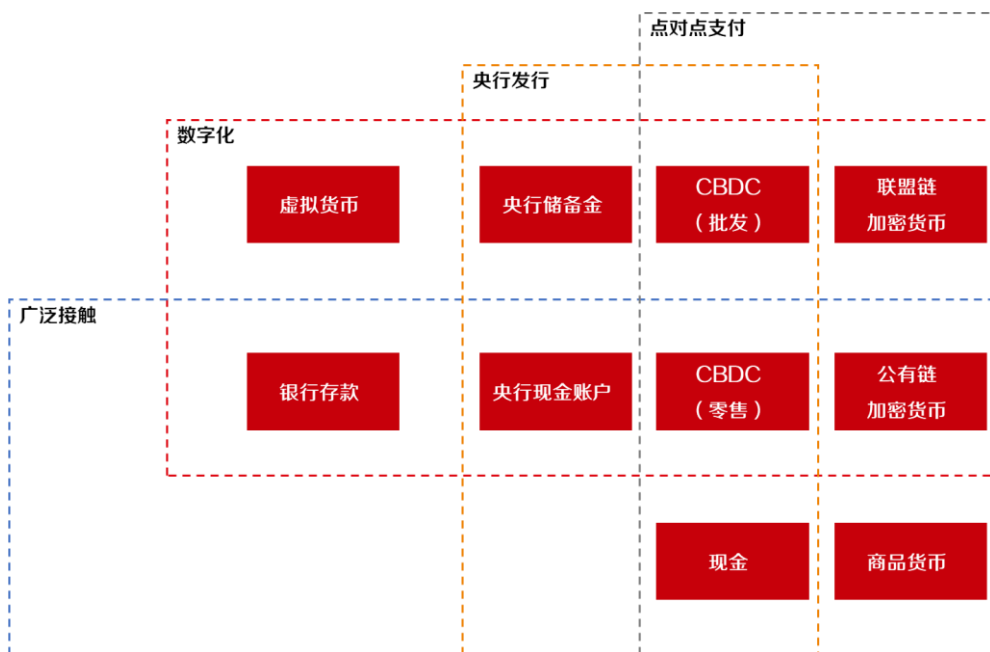 点对点支付
央行发行
数字化
虚拟货币
央行储备金
CBDC
（批发）
联盟链
加密货币
广泛接触
银行存款
央行现金账户
CBDC
（零售）
公有链
加密货币
现金
商品货币